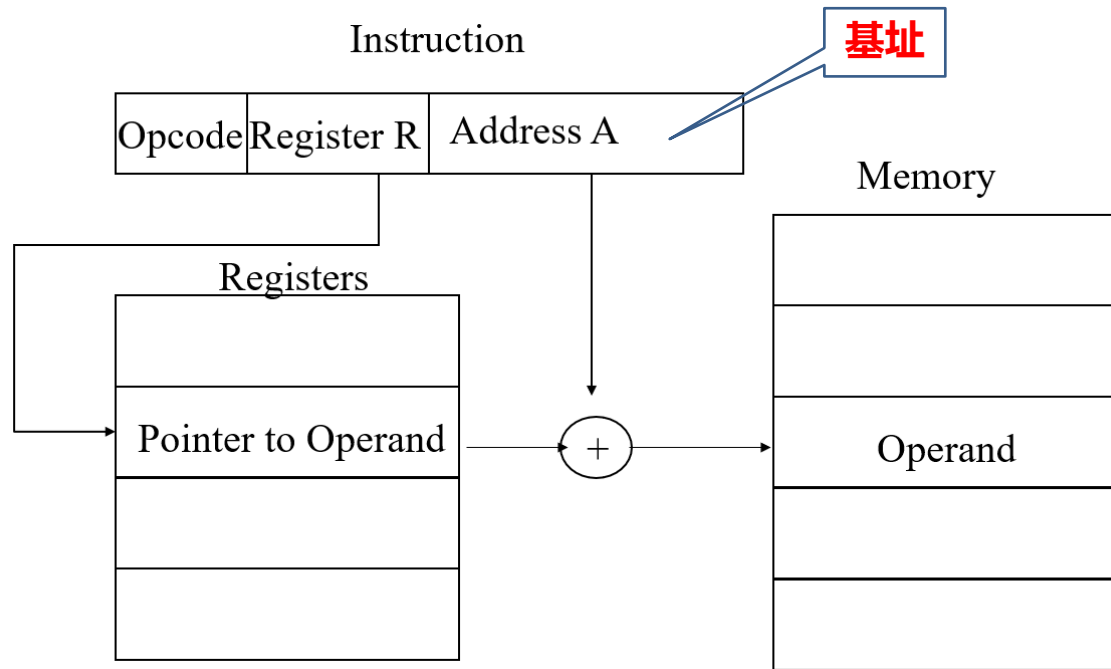 Instruction
基址
Opcode
Register R
Address A
Memory
Registers
Pointer to Operand
+
Operand